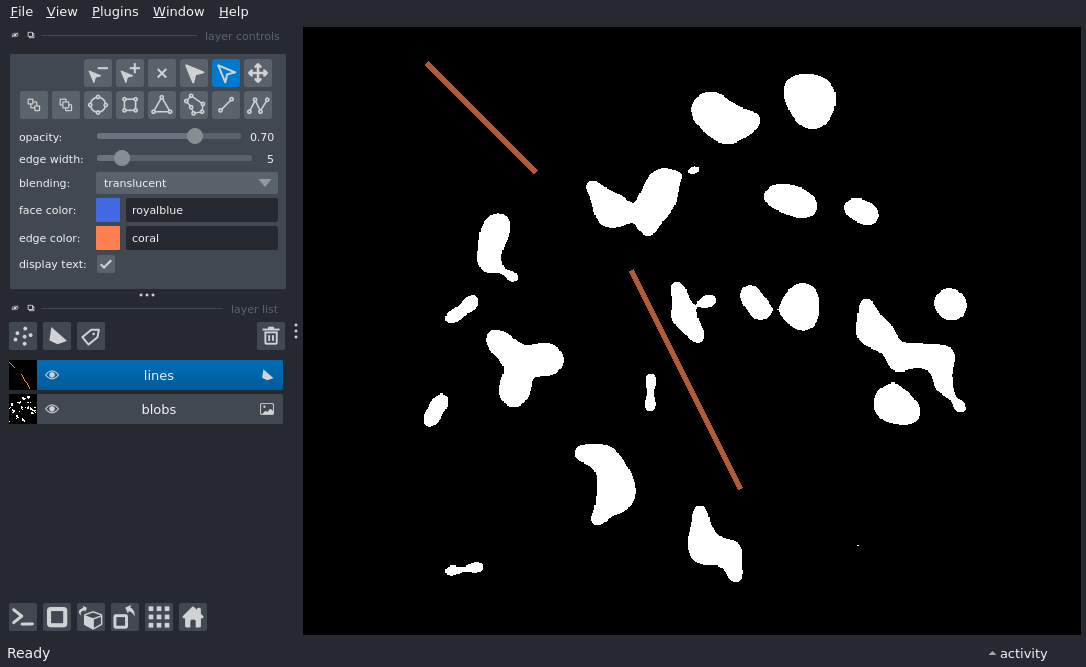 File View Plugins Window Help
layer controls
opacity: 0.70
edge width: 5
blending: translucent
face color: royalblue
edge color: coral
display text:
layer list
lines
blobs
Ready activity